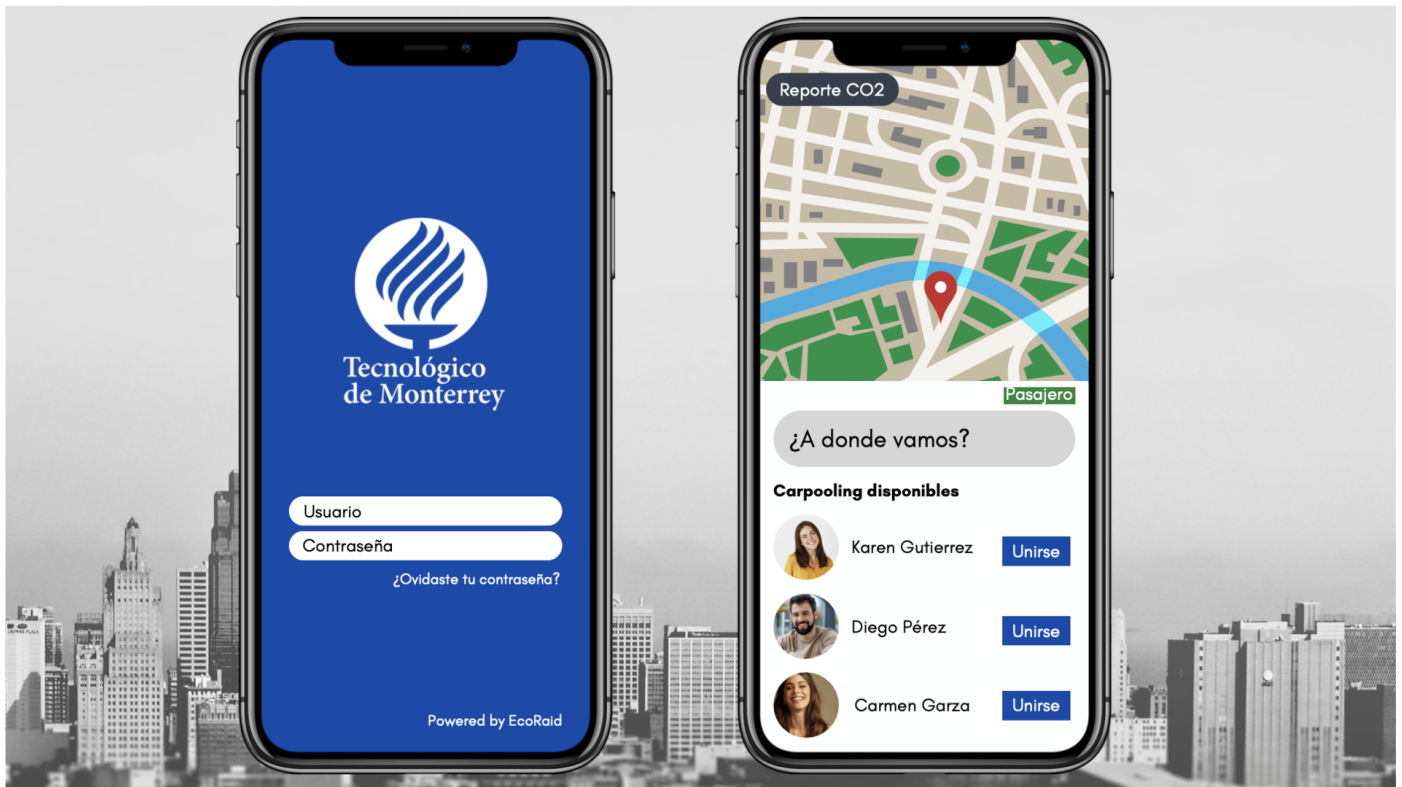 Tecnológico
de Monterrey
Usuario
Contraseña
¿Ovidaste tu contraseña?
Powered by EcoRaid
Reporte CO2
Pasajero
¿A donde vamos?
Carpooling disponibles
Karen Gutierrez
Unirse
Diego Pérez
Unirse
Carmen Garza
Unirse